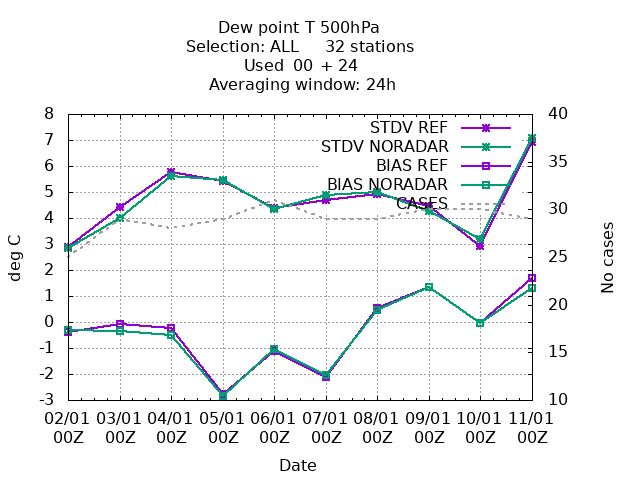 Dew point T 500hPa
Selection: ALL 32 stations
Used 00 + 24
Averaging window: 24h
8 40
7 STDV REF
STDV NORADAR
6 35
BIAS REF
5 BIAS NORADAR
CASES
4 30
3 25
2
1 20
0
-1 15
-2
-3 10
deg C
No cases
02/01 03/01 04/01 05/01 06/01 07/01 08/01 09/01 10/01 11/01
00Z 00Z 00Z 00Z 00Z 00Z 00Z 00Z 00Z 00Z
Date